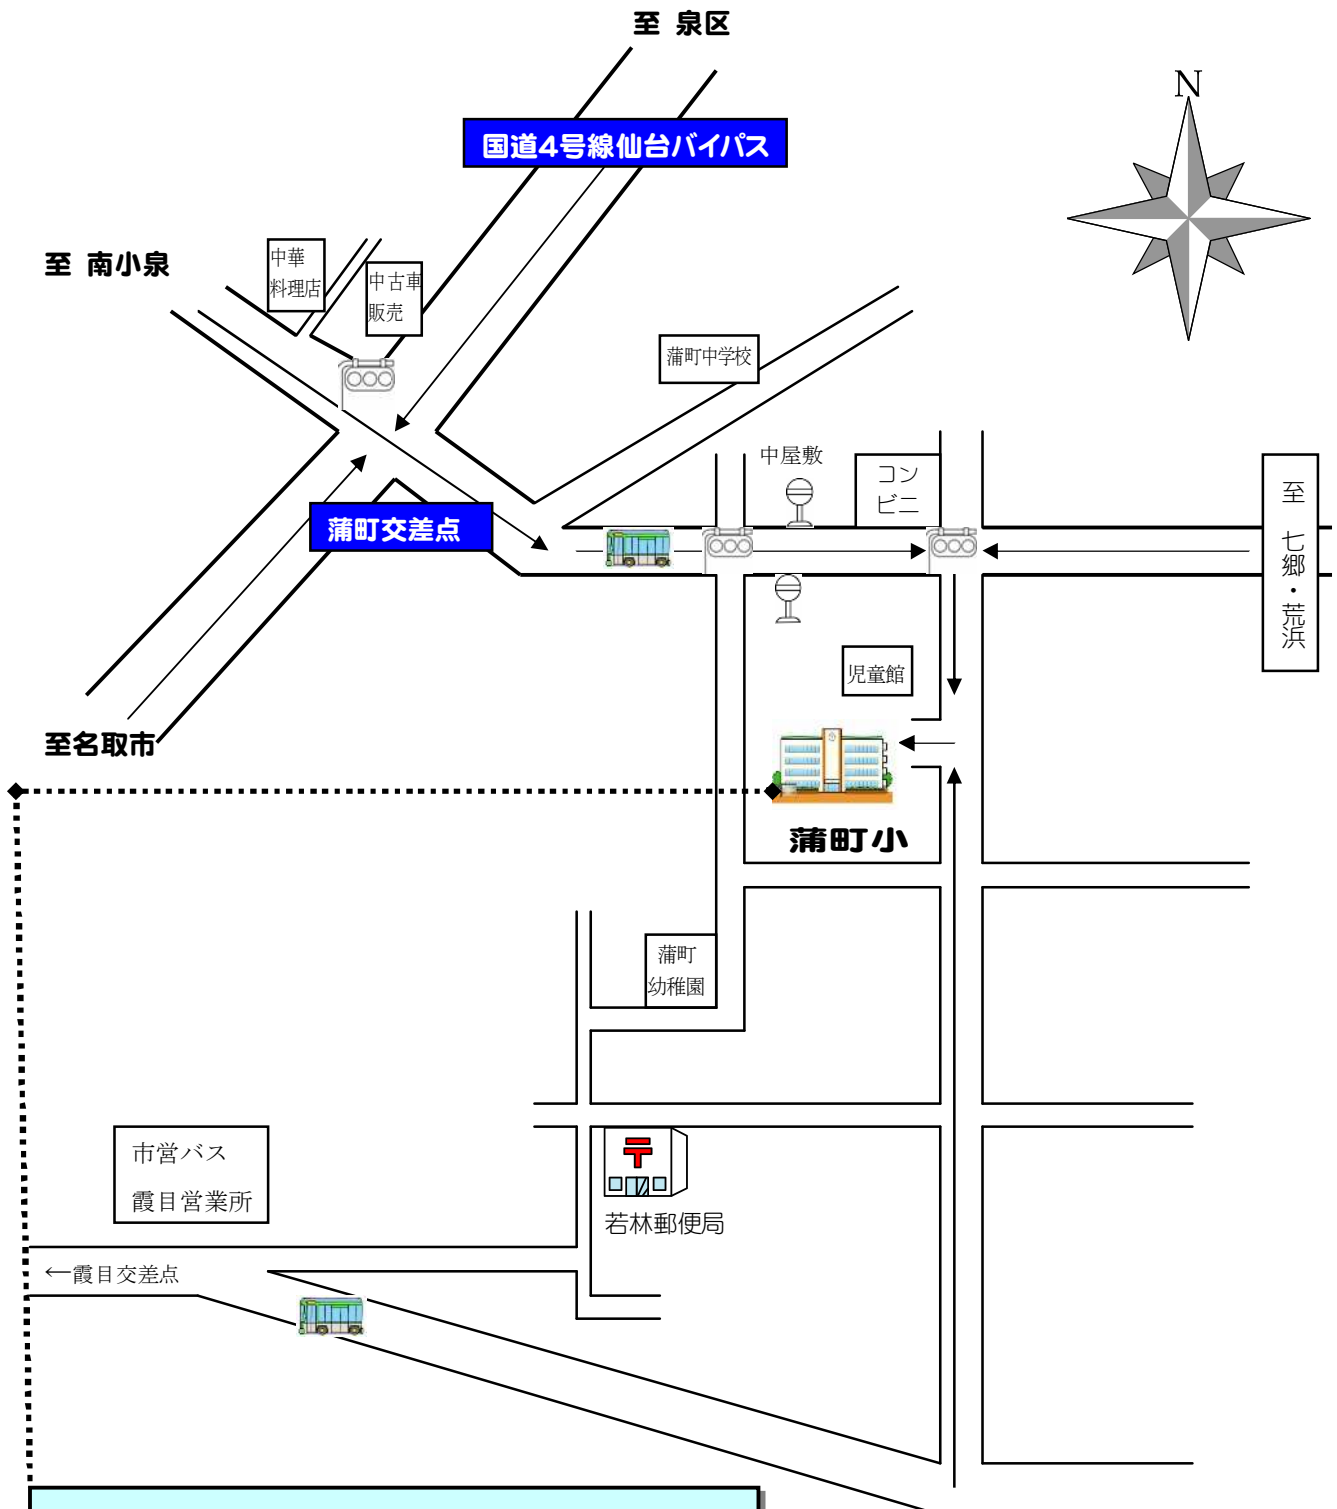 至 泉区
N
国道4号線仙台バイパス
至 南小泉
中華
料理店
中古車
販売
蒲町中学校
中屋敷
コン
ビニ
至 七郷・荒浜
蒲町交差点
児童館
至名取市
蒲町小
蒲町
幼稚園
市営バス
霞目営業所
〒
若林郵便局
←霞目交差点